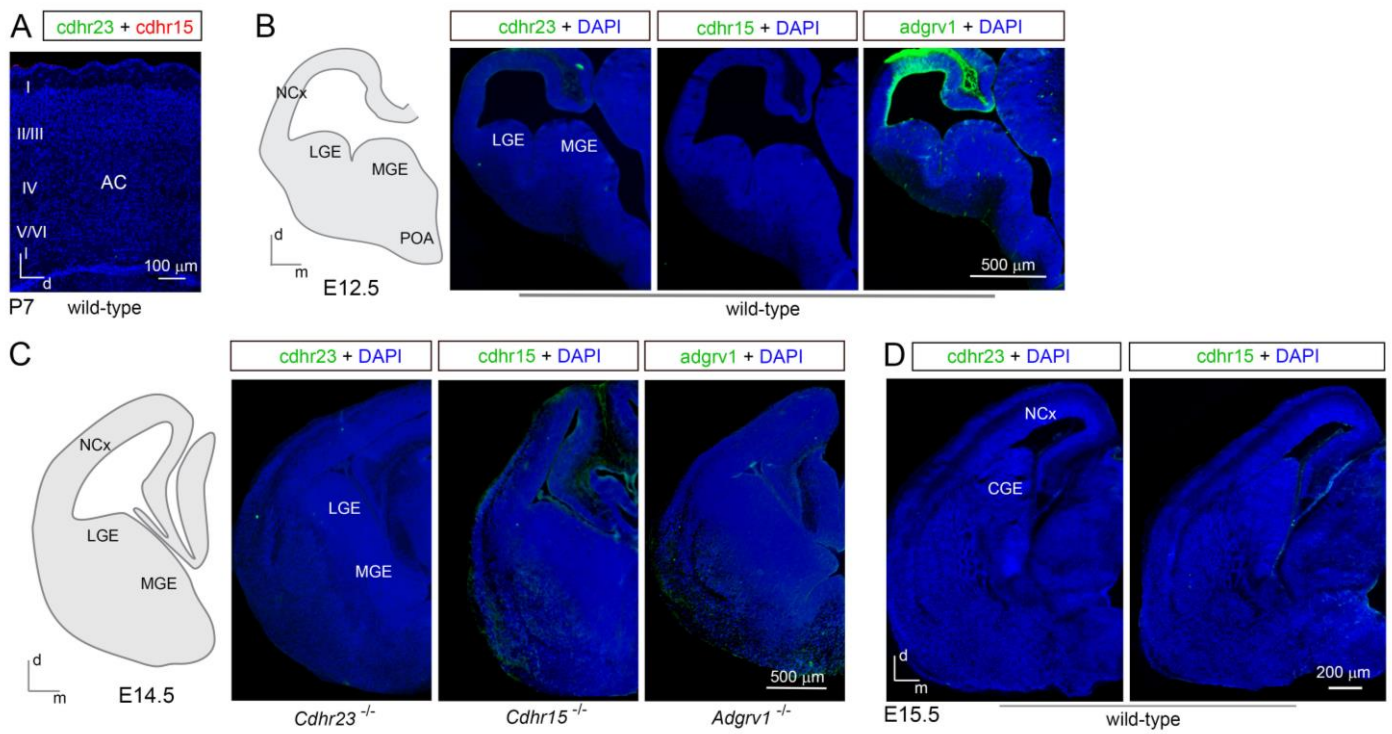 A
cdhr23 + cdhr15
I
II/III
IV
AC
V/VI
l
d
100 μm
P7
wild-type
B
NCx
LGE
MGE
POA
d
m
E12.5
cdhr23 + DAPI
cdhr15 + DAPI
adgrv1 + DAPI
LGE
MGE
500 μm
wild-type
C
NCx
LGE
MGE
d
m
E14.5
cdhr23 + DAPI
cdhr15 + DAPI
adgrv1 + DAPI
LGE
MGE
500 μm
Cdhr23 -/-
Cdhr15 -/-
Adgrv1 -/-
D
cdhr23 + DAPI
cdhr15 + DAPI
NCx
CGE
d
m
200 μm
E15.5
wild-type